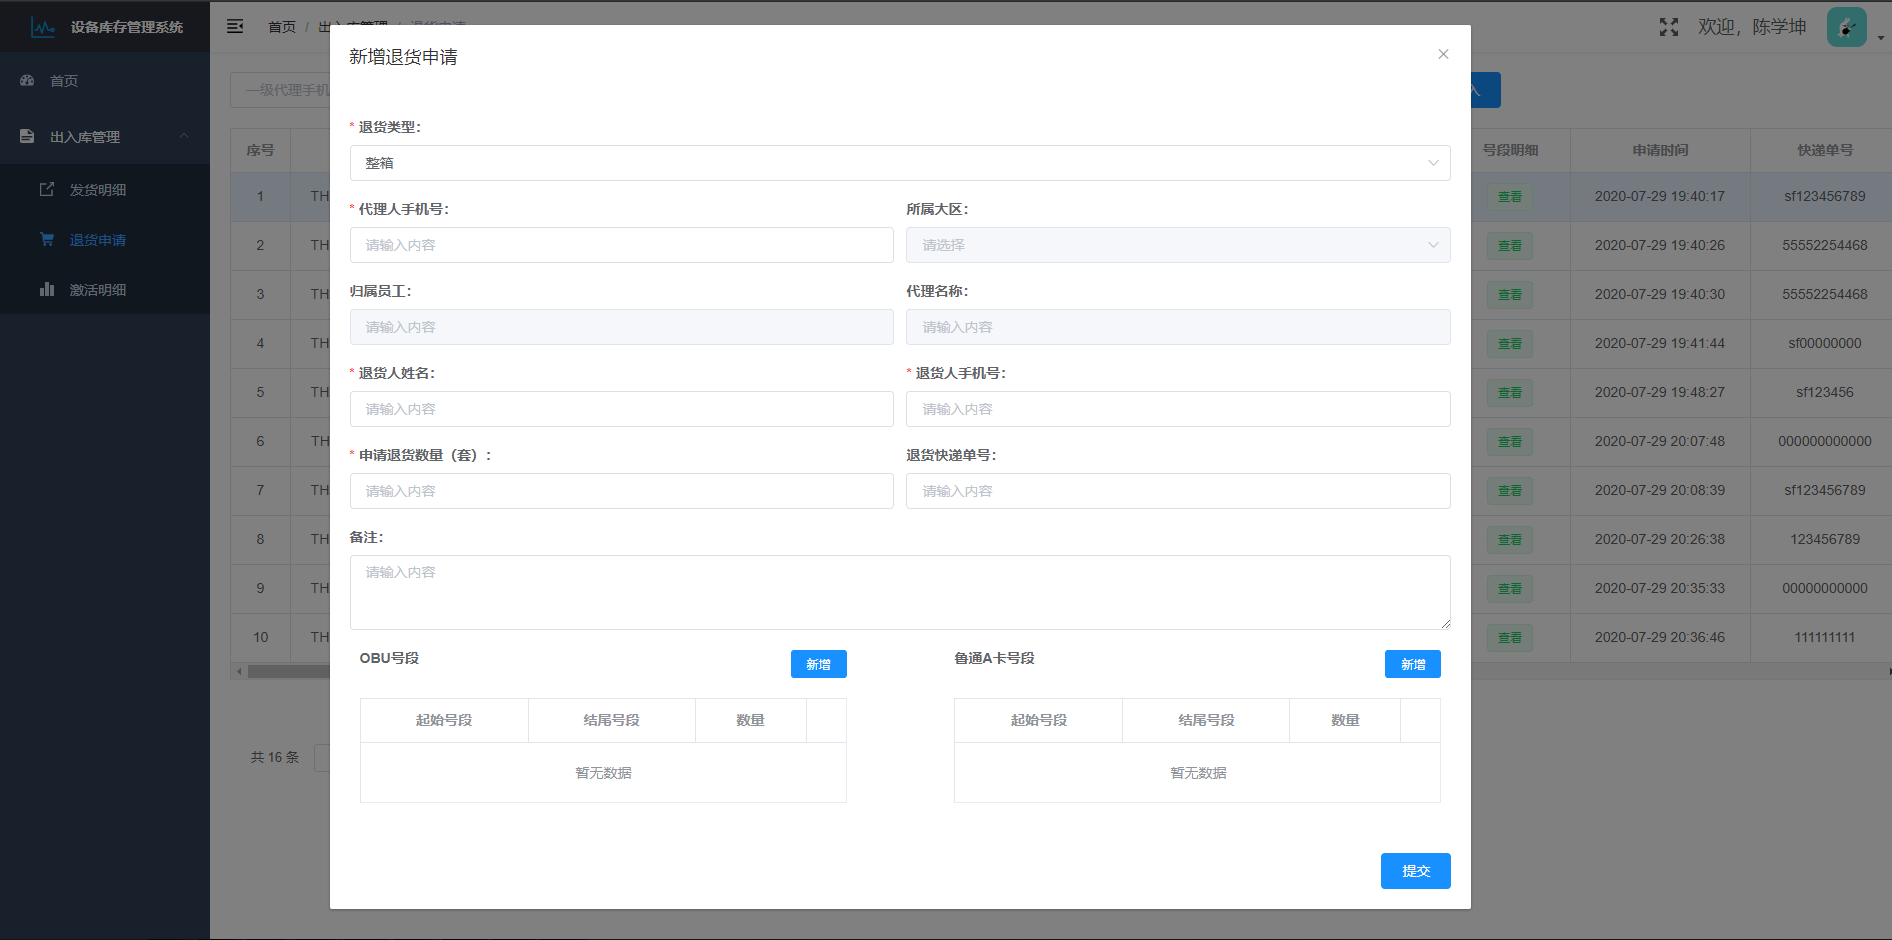 设备库存管理系统
首页 / 出入库管理 / 退货申请
欢迎，陈学坤
首页
出入库管理
发货明细
退货申请
激活明细
一级代理手机
入
新增退货申请
* 退货类型：
整箱
* 代理人手机号：
所属大区：
请输入内容
请选择
归属员工：
代理名称：
请输入内容
请输入内容
* 退货人姓名：
* 退货人手机号：
请输入内容
请输入内容
* 申请退货数量（套）：
退货快递单号：
请输入内容
请输入内容
备注：
请输入内容
OBU号段
新增
鲁通A卡号段
新增
起始号段 结尾号段 数量
暂无数据
起始号段 结尾号段 数量
暂无数据
提交
序号 号段明细 申请时间 快递单号
1 TH 查看 2020-07-29 19:40:17 sf123456789
2 TH 查看 2020-07-29 19:40:26 55552254468
3 TH 查看 2020-07-29 19:40:30 55552254468
4 TH 查看 2020-07-29 19:41:44 sf00000000
5 TH 查看 2020-07-29 19:48:27 sf123456
6 TH 查看 2020-07-29 20:07:48 000000000000
7 TH 查看 2020-07-29 20:08:39 sf123456789
8 TH 查看 2020-07-29 20:26:38 123456789
9 TH 查看 2020-07-29 20:35:33 00000000000
10 TH 查看 2020-07-29 20:36:46 111111111
共 16 条